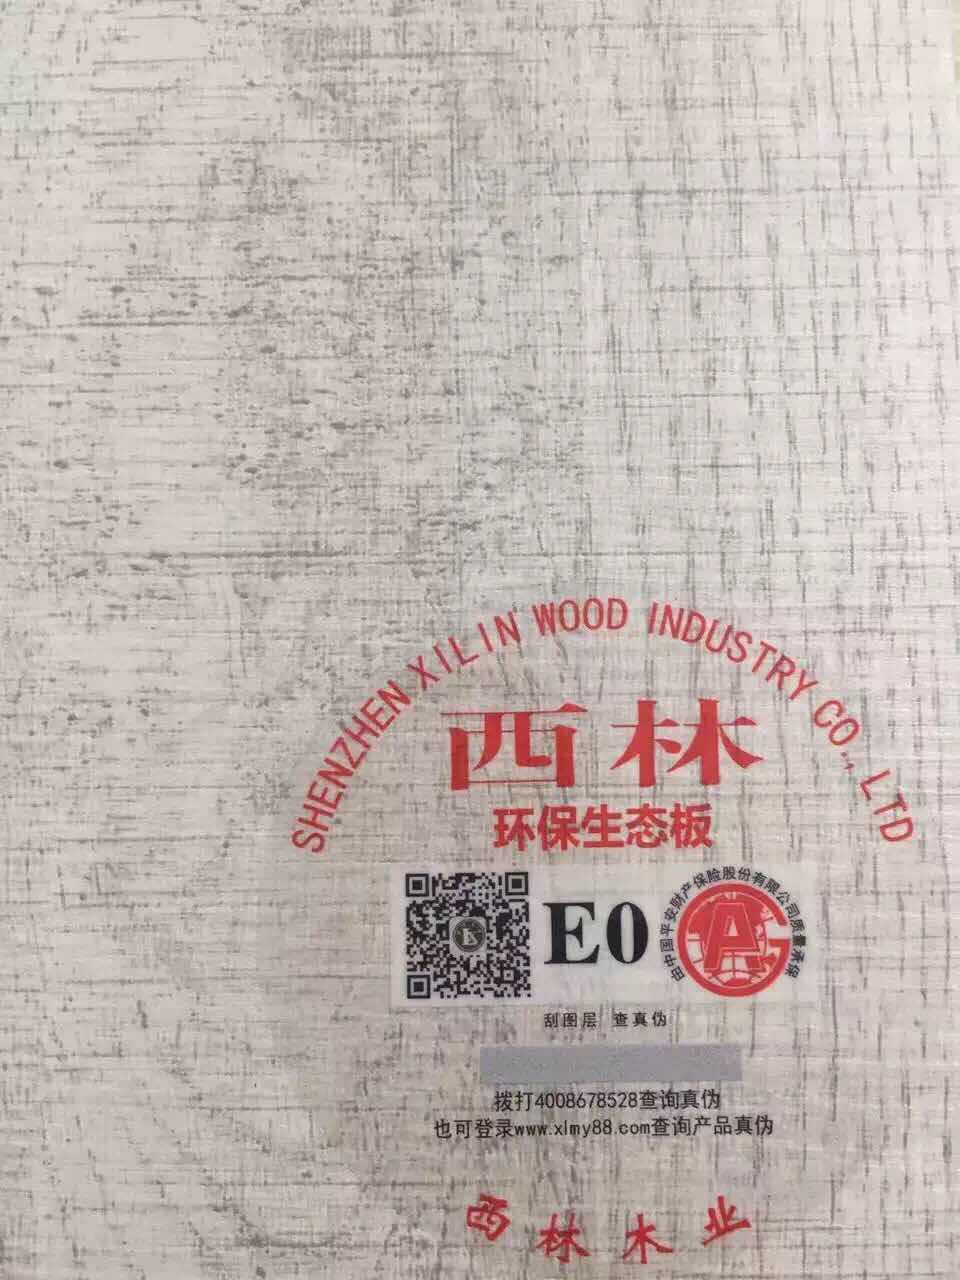 SHENZHEN XILIN WOOD INDUSTRY CO., LTD
西林
环保生态板
E0
由中国平安财产保险股份有限公司质量承保
刮图层 查真伪
拨打4008678528查询真伪
也可登录www.xlmy88.com查询产品真伪
西林木业